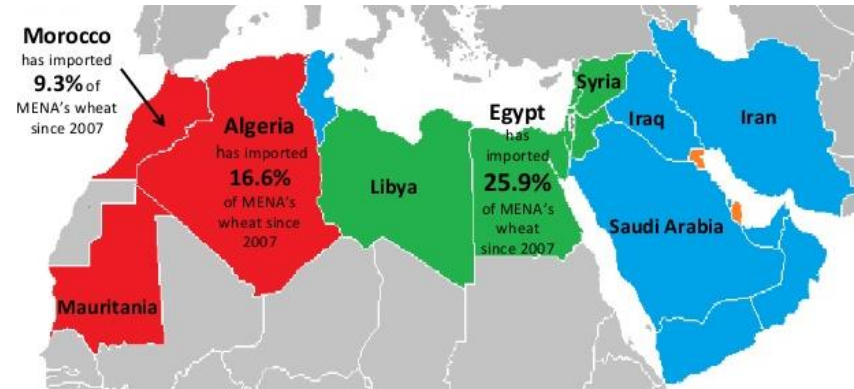 Morocco
has imported
9.3% of
MENA's wheat
since 2007
Algeria
has imported
16.6%
of MENA's
wheat since
2007
Mauritania
Libya
Egypt
has
imported
25.9%
of MENA's
wheat
since 2007
Syria
Iraq
Iran
Saudi Arabia